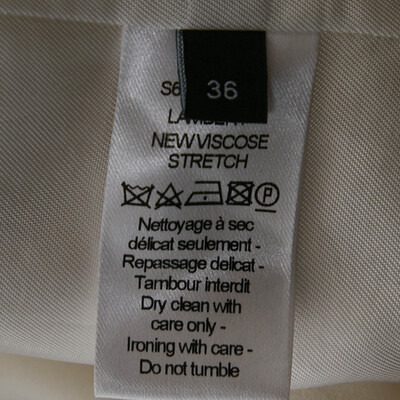 S6
36
NEW VISCOSE
STRETCH
P
Nettoyage à sec
délicat seulement -
Repassage delicat -
Tambour interdit
Dry clean with
care only -
Ironing with care -
Do not tumble